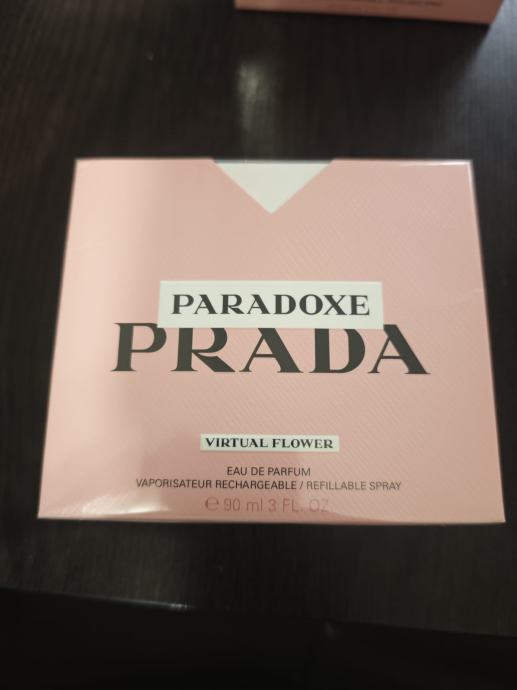 PARADOXE
PRADA
VIRTUAL FLOWER
EAU DE PARFUM
VAPORISATEUR RECHARGEABLE / REFILLABLE SPRAY
℮ 90 ml 3 FL. OZ